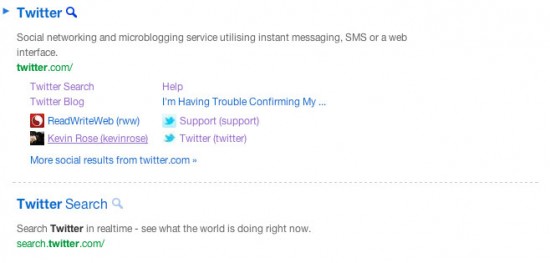 Twitter
Social networking and microblogging service utilising instant messaging, SMS or a web
interface.
twitter.com/
Twitter Search
Help
Twitter Blog
I'm Having Trouble Confirming My ...
ReadWriteWeb (rww)
Support (support)
Kevin Rose (kevinrose)
Twitter (twitter)
More social results from twitter.com »
Twitter Search
Search Twitter in realtime - see what the world is doing right now.
search.twitter.com/